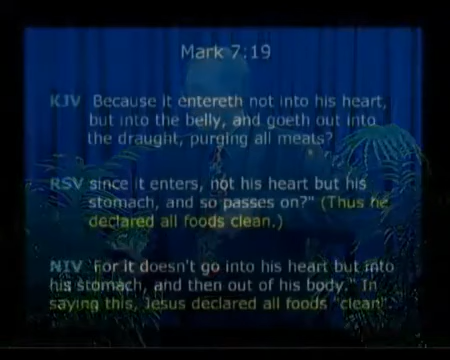 Mark 7:19
KJV Because it entereth not into his heart,
but into the belly, and goeth out into
the draught, purging all meats?
RSV since it enters, not his heart but his
stomach, and so passes on?" (Thus he
declared all foods clean.)
NIV For it doesn't go into his heart but into
his stomach, and then out of his body." In
saying this, Jesus declared all foods "clean".